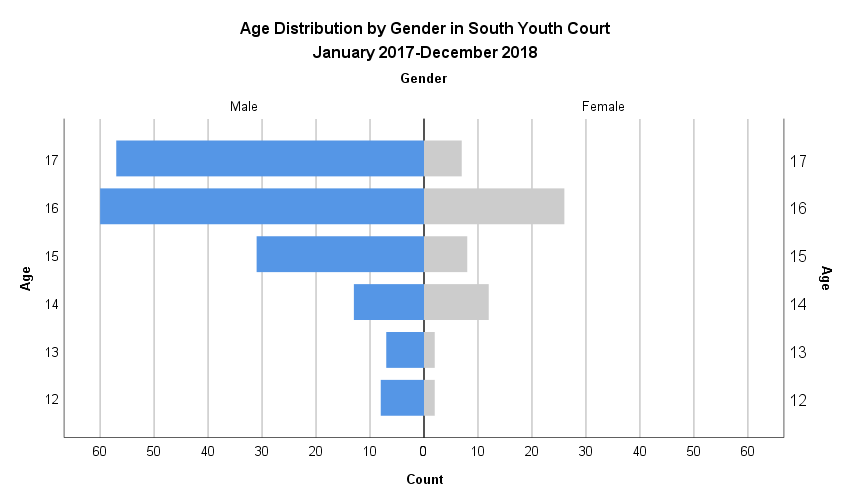 Age Distribution by Gender in South Youth Court
January 2017-December 2018
Gender
Male Female
17 17
16 16
15 15
Age Age
14 14
13 13
12 12
60 50 40 30 20 10 0 10 20 30 40 50 60
Count